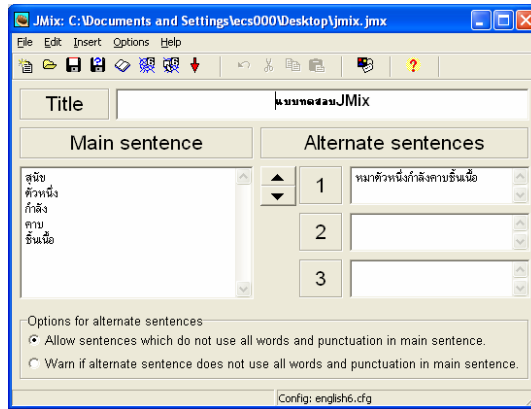 JMix: C:\Documents and Settings\ecs000\Desktop\jmix.jmx
File Edit Insert Options Help
Title
แบบทดสอบJMix
Main sentence
Alternate sentences
สุนัข
ตัวหนึ่ง
กำลัง
คาบ
ชิ้นเนื้อ
1
หมาตัวหนึ่งกำลังคาบชิ้นเนื้อ
2
3
Options for alternate sentences
Allow sentences which do not use all words and punctuation in main sentence.
Warn if alternate sentence does not use all words and punctuation in main sentence.
Config: english6.cfg